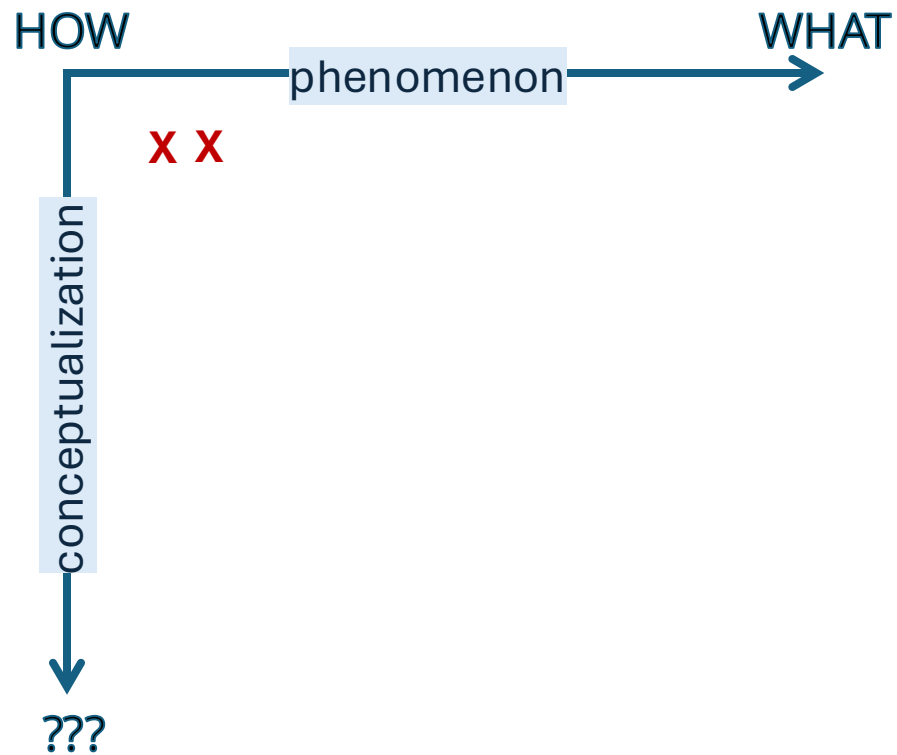 HOW WHAT
phenomenon
X X
conceptualization
???